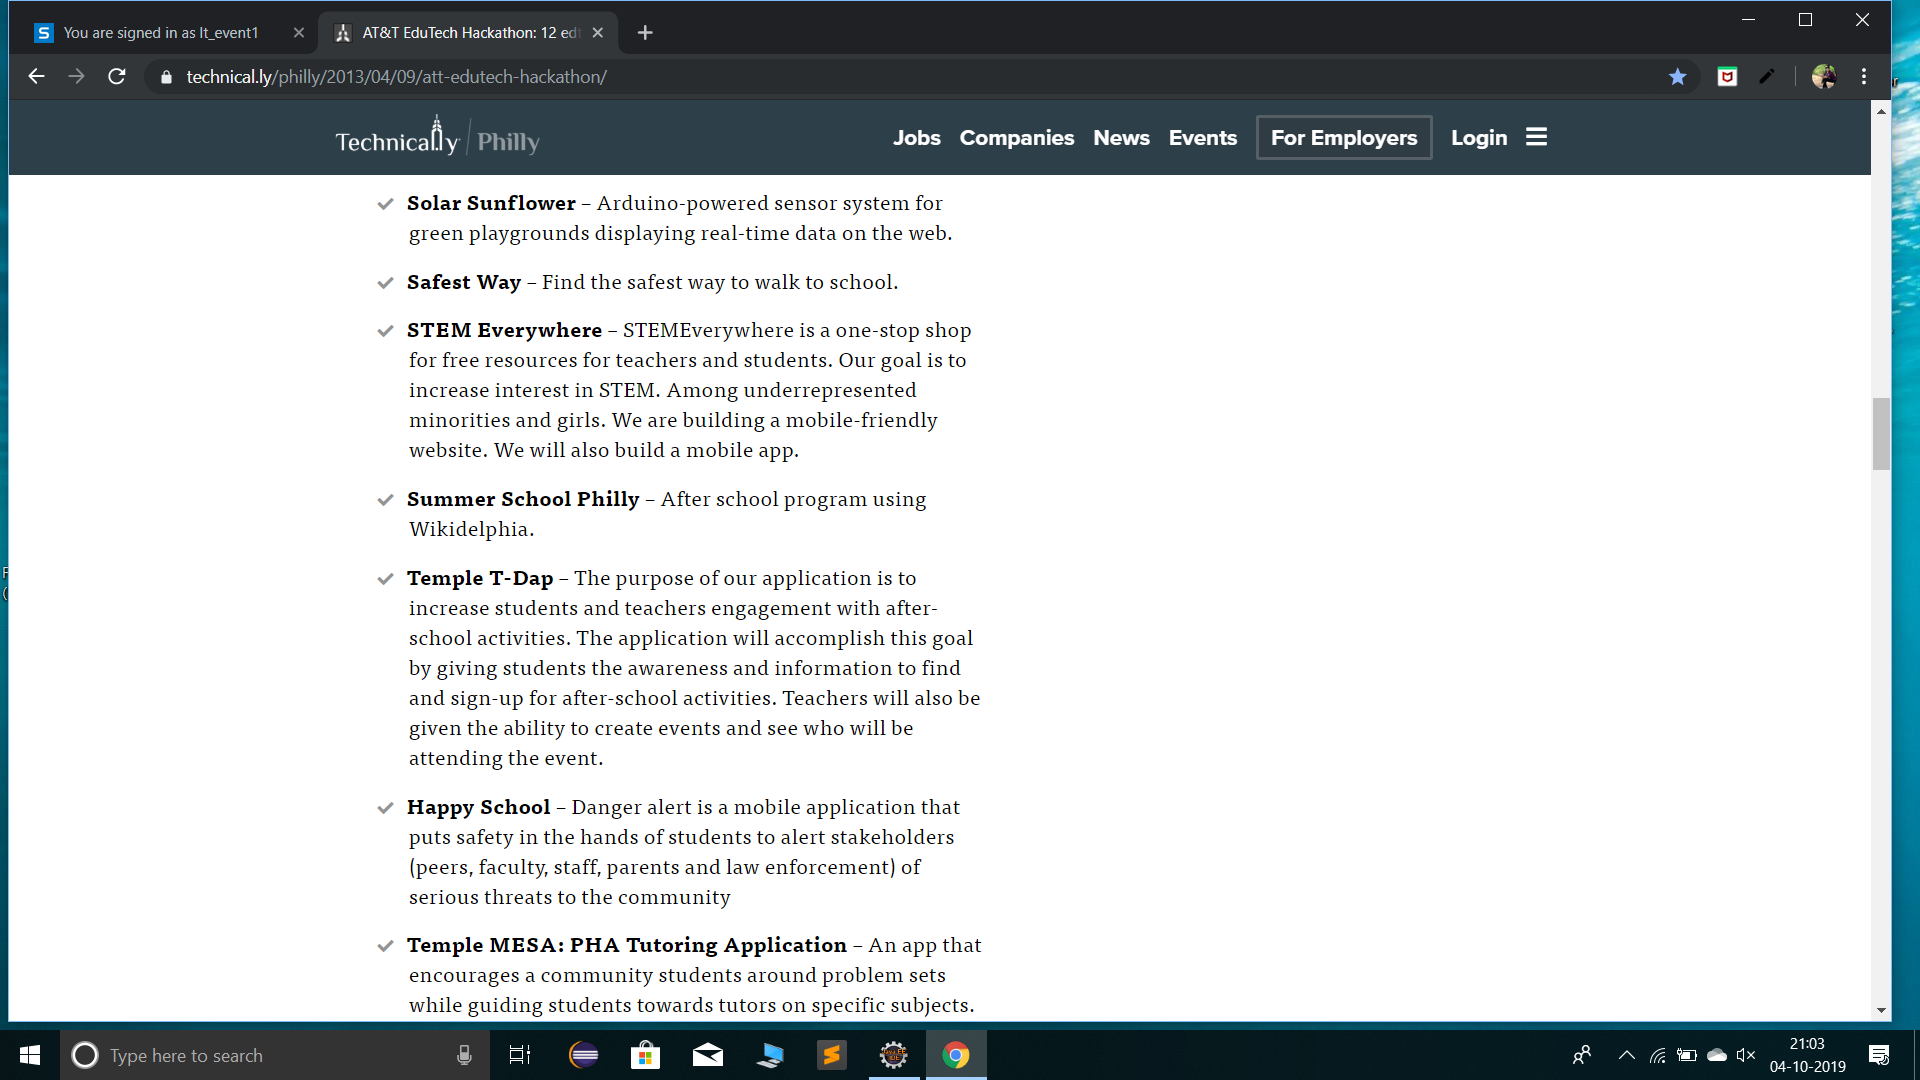 You are signed in as lt_event1
AT&T EduTech Hackathon: 12 edt
technical.ly/philly/2013/04/09/att-edutech-hackathon/
Technical.ly Philly
Jobs Companies News Events For Employers Login
Solar Sunflower – Arduino-powered sensor system for
green playgrounds displaying real-time data on the web.
Safest Way – Find the safest way to walk to school.
STEM Everywhere – STEMEverywhere is a one-stop shop
for free resources for teachers and students. Our goal is to
increase interest in STEM. Among underrepresented
minorities and girls. We are building a mobile-friendly
website. We will also build a mobile app.
Summer School Philly – After school program using
Wikidelphia.
Temple T-Dap – The purpose of our application is to
increase students and teachers engagement with after-
school activities. The application will accomplish this goal
by giving students the awareness and information to find
and sign-up for after-school activities. Teachers will also be
given the ability to create events and see who will be
attending the event.
Happy School – Danger alert is a mobile application that
puts safety in the hands of students to alert stakeholders
(peers, faculty, staff, parents and law enforcement) of
serious threats to the community
Temple MESA: PHA Tutoring Application – An app that
encourages a community students around problem sets
while guiding students towards tutors on specific subjects.
Type here to search
21:03
04-10-2019